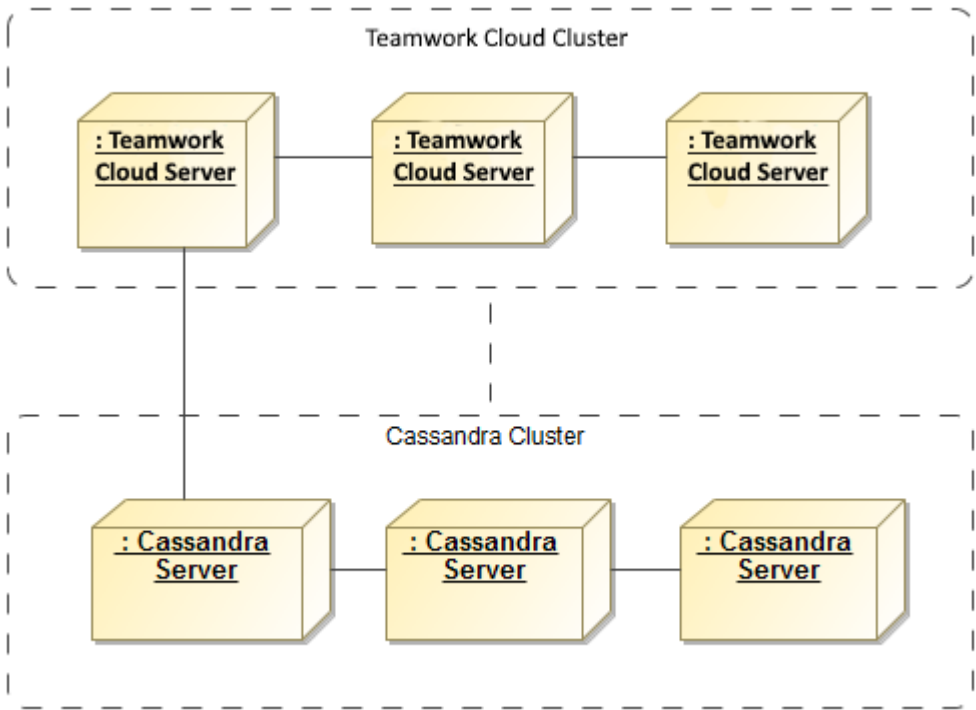 Teamwork Cloud Cluster
: Teamwork
Cloud Server
: Teamwork
Cloud Server
: Teamwork
Cloud Server
Cassandra Cluster
: Cassandra
Server
: Cassandra
Server
: Cassandra
Server